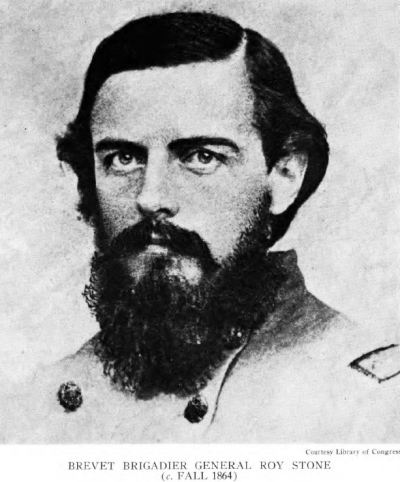 Courtesy Library of Congress
BREVET BRIGADIER GENERAL ROY STONE
(c. FALL 1864)